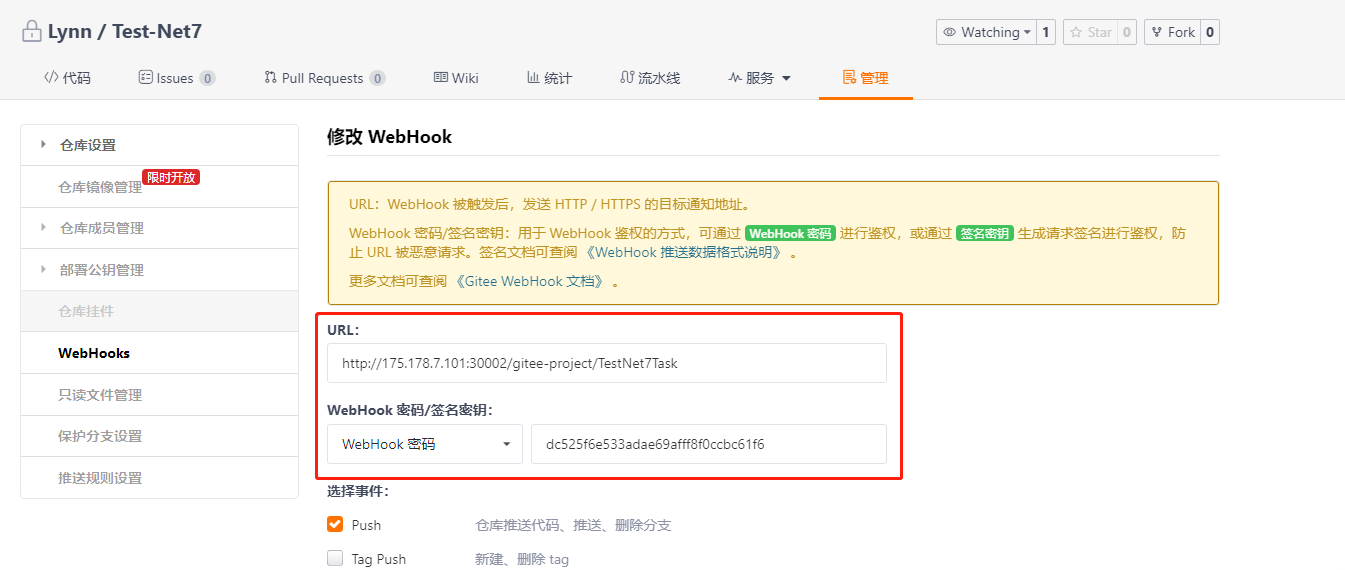 Lynn / Test-Net7
Watching 1 Star 0 Fork 0
代码 Issues 0 Pull Requests 0 Wiki 统计 流水线 服务 管理
仓库设置
仓库镜像管理 限时开放
仓库成员管理
部署公钥管理
仓库挂件
WebHooks
只读文件管理
保护分支设置
推送规则设置
修改 WebHook
URL：WebHook 被触发后，发送 HTTP / HTTPS 的目标通知地址。
WebHook 密码/签名密钥：用于 WebHook 鉴权的方式，可通过 WebHook 密码 进行鉴权，或通过 签名密钥 生成请求签名进行鉴权，防
止 URL 被恶意请求。签名文档可查阅 《WebHook 推送数据格式说明》 。
更多文档可查阅 《Gitee WebHook 文档》 。
URL：
http://175.178.7.101:30002/gitee-project/TestNet7Task
WebHook 密码/签名密钥：
WebHook 密码 dc525f6e533adae69afff8f0ccbc61f6
选择事件：
Push 仓库推送代码、推送、删除分支
Tag Push 新建、删除 tag